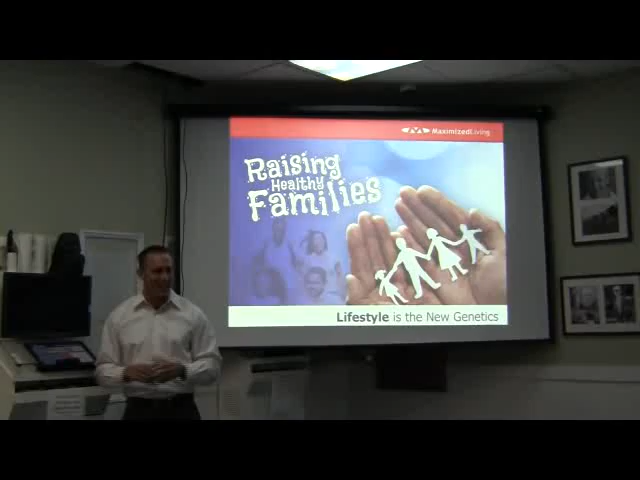 MaximizedLiving
Raising
Healthy
Families
Lifestyle is the New Genetics